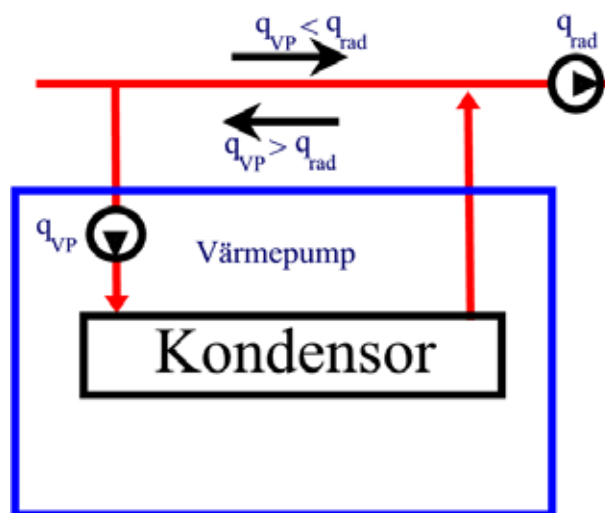 q_VP < q_rad
q_rad
q_VP > q_rad
q_VP
Värmepump
Kondensor